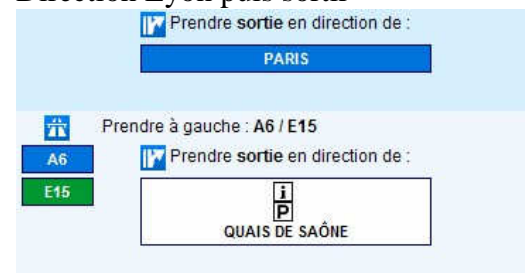 Direction Lyon puis sortir
Prendre sortie en direction de :
PARIS
Prendre à gauche : A6 / E15
A6
Prendre sortie en direction de :
E15
i
P
QUAIS DE SAÔNE